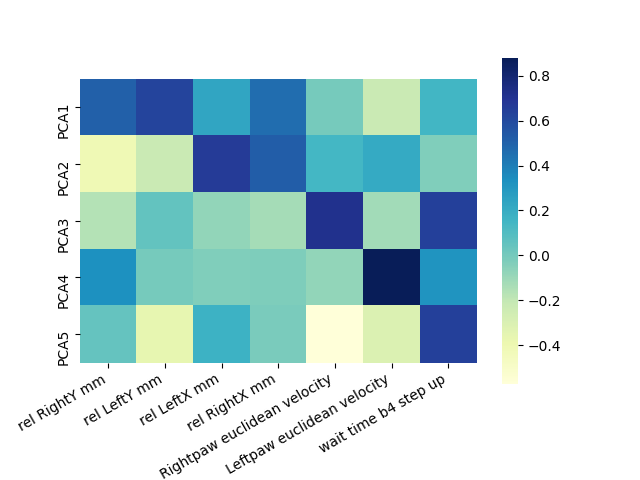 PCA1
PCA2
PCA3
PCA4
PCA5
rel RightY mm
rel LeftY mm
rel LeftX mm
rel RightX mm
Rightpaw euclidean velocity
Leftpaw euclidean velocity
wait time b4 step up
0.8
0.6
0.4
0.2
0.0
−0.2
−0.4